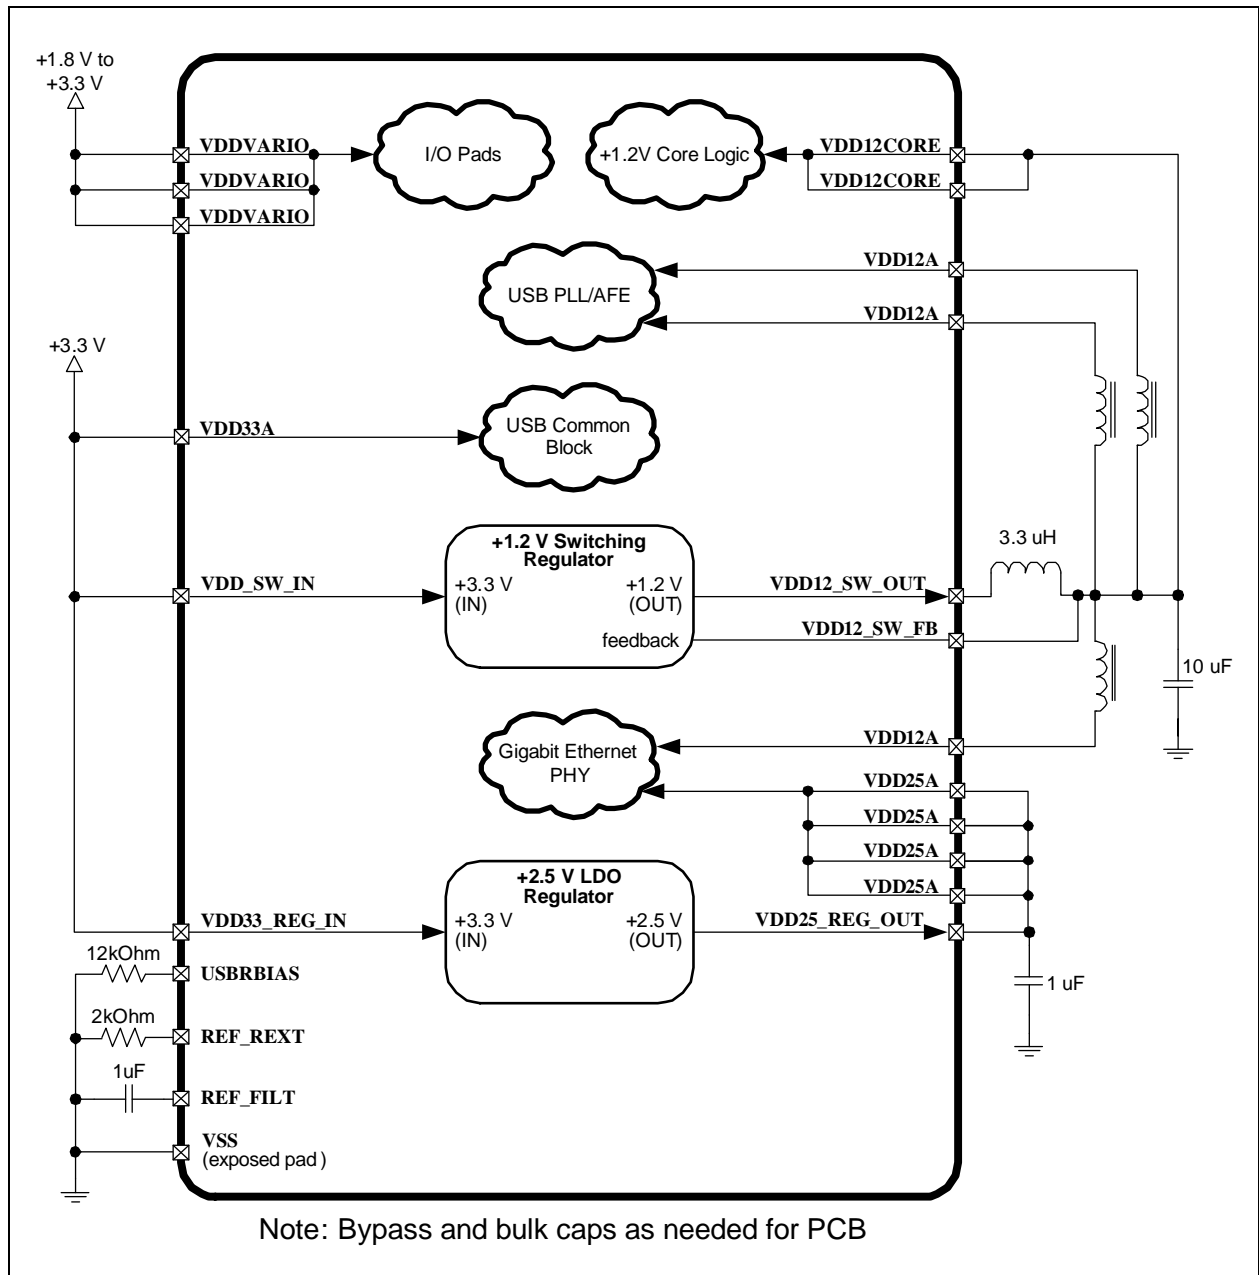 +1.8 V to
+3.3 V
VDDVARIO
VDDVARIO
VDDVARIO
I/O Pads
+1.2V Core Logic
VDD12CORE
VDD12CORE
USB PLL/AFE
VDD12A
VDD12A
+3.3 V
VDD33A
USB Common
Block
+1.2 V Switching
Regulator
VDD_SW_IN
+3.3 V
(IN)
+1.2 V
(OUT)
feedback
VDD12_SW_OUT
VDD12_SW_FB
3.3 uH
10 uF
Gigabit Ethernet
PHY
VDD12A
VDD25A
VDD25A
VDD25A
VDD25A
+2.5 V LDO
Regulator
VDD33_REG_IN
+3.3 V
(IN)
+2.5 V
(OUT)
VDD25_REG_OUT
1 uF
12kOhm
USBRBIAS
2kOhm
REF_REXT
1uF
REF_FILT
VSS
(exposed pad )
Note: Bypass and bulk caps as needed for PCB